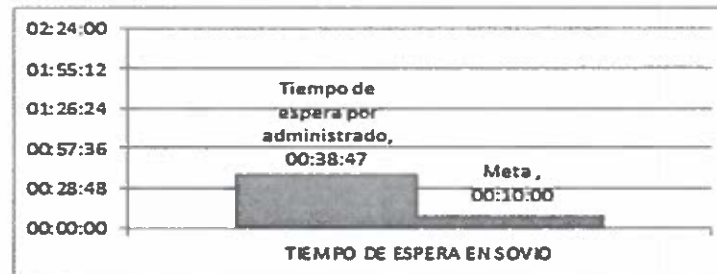 02:24:00
01:55:12
01:26:24
00:57:36
00:28:48
00:00:00
Tiempo de
espera por
administrado,
00:38:47
Meta ,
00:10:00
TIEMPO DE ESPERA EN SOVIO